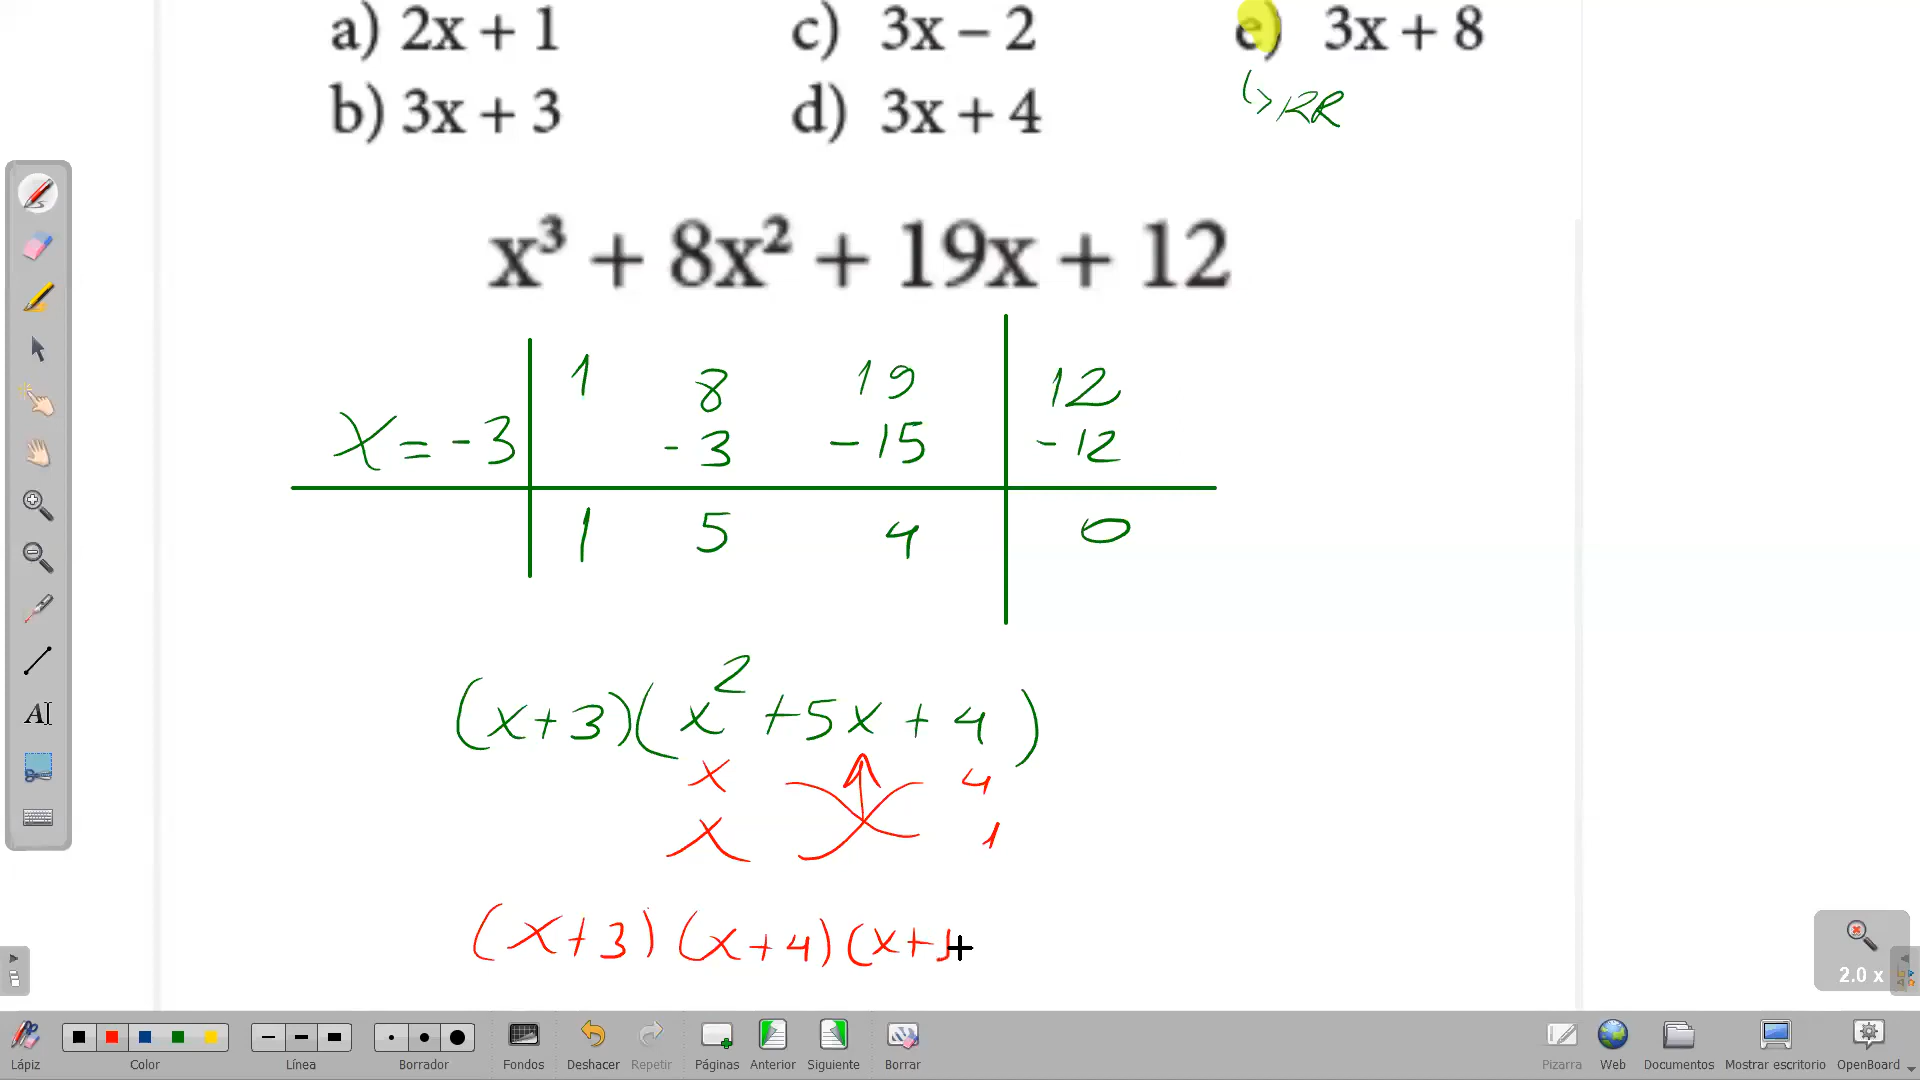 a) 2x + 1 c) 3x – 2 e) 3x + 8
↳ RR
b) 3x + 3 d) 3x + 4
x³ + 8x² + 19x + 12
1 8 19 12
x = -3 -3 -15 -12
1 5 4 0
(x+3)(x² +5x + 4)
x 4
x 1
(x+3) (x+4) (x+1
2.0 x
Lápiz Color Línea Borrador Fondos Deshacer Repetir Páginas Anterior Siguiente Borrar Pizarra Web Documentos Mostrar escritorio OpenBoard